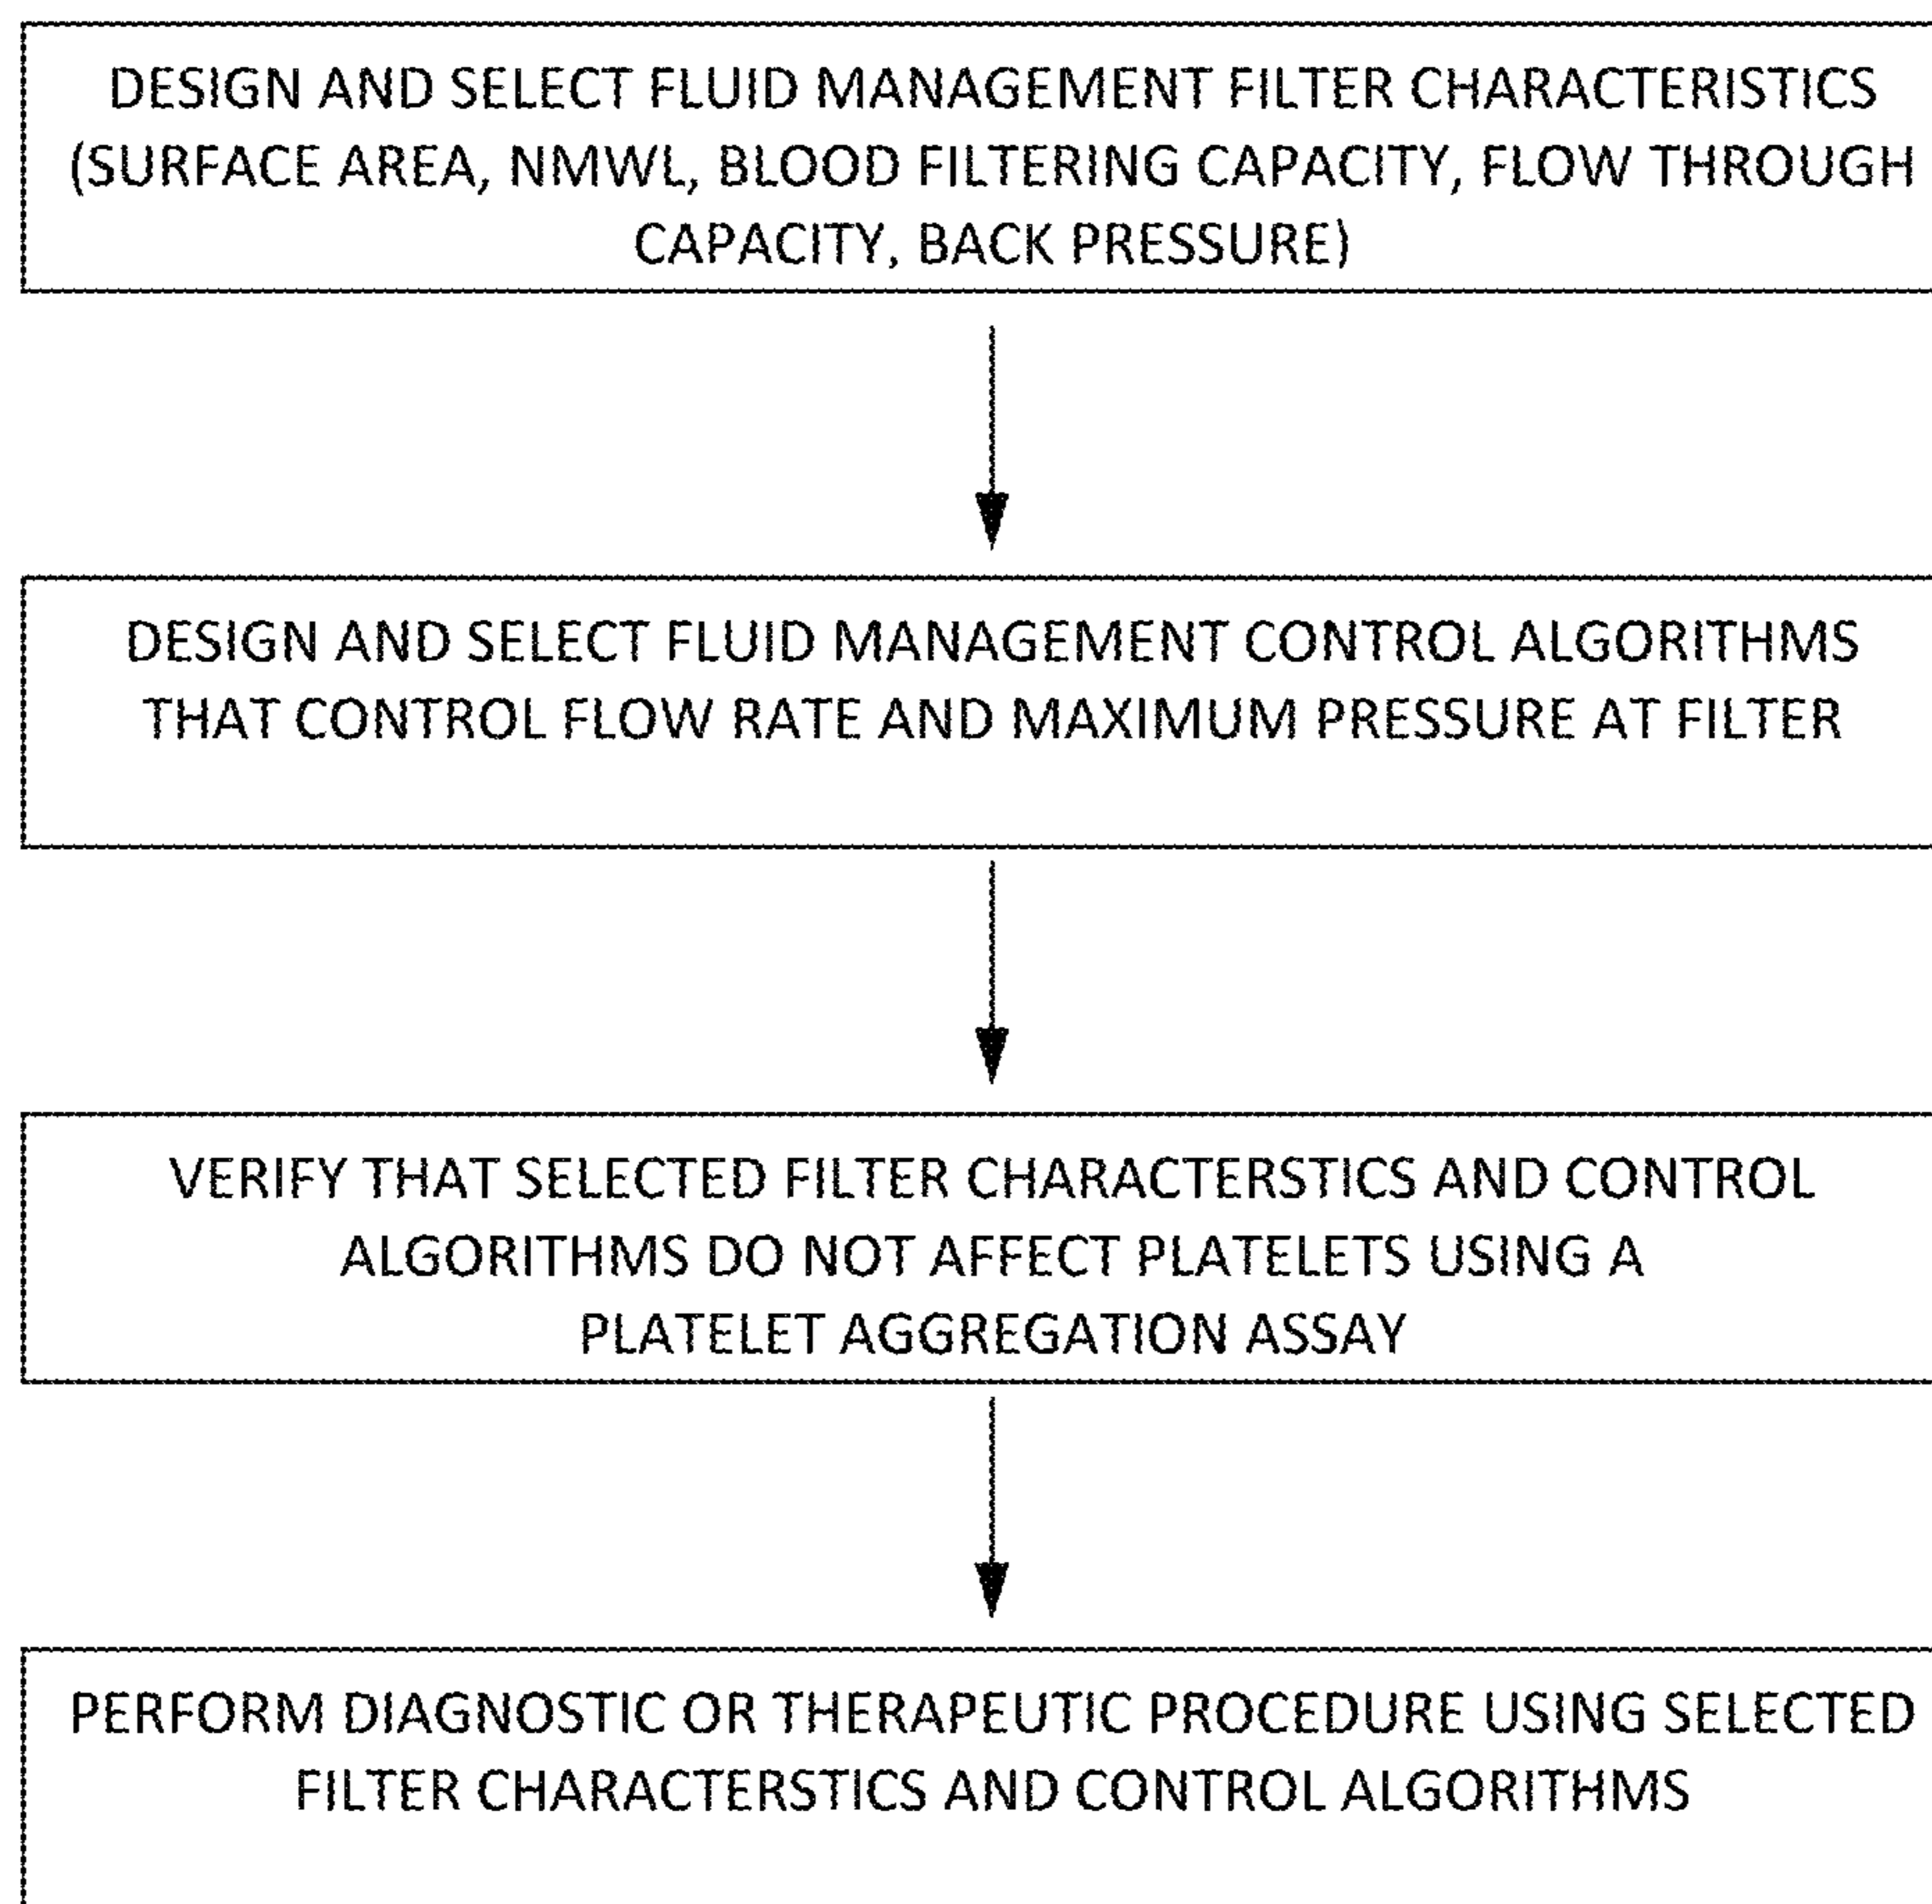 DESIGN AND SELECT FLUID MANAGEMENT FILTER CHARACTERISTICS
(SURFACE AREA, NMWL, BLOOD FILTERING CAPACITY, FLOW THROUGH
CAPACITY, BACK PRESSURE)
DESIGN AND SELECT FLUID MANAGEMENT CONTROL ALGORITHMS
THAT CONTROL FLOW RATE AND MAXIMUM PRESSURE AT FILTER
VERIFY THAT SELECTED FILTER CHARACTERSTICS AND CONTROL
ALGORITHMS DO NOT AFFECT PLATELETS USING A
PLATELET AGGREGATION ASSAY
PERFORM DIAGNOSTIC OR THERAPEUTIC PROCEDURE USING SELECTED
FILTER CHARACTERSTICS AND CONTROL ALGORITHMS